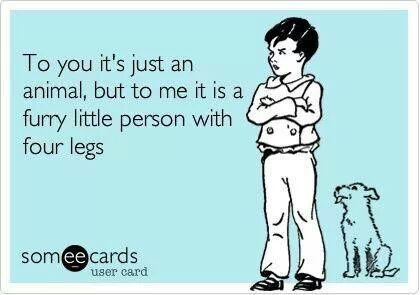 To you it's just an
animal, but to me it is a
furry little person with
four legs
someecards
user card